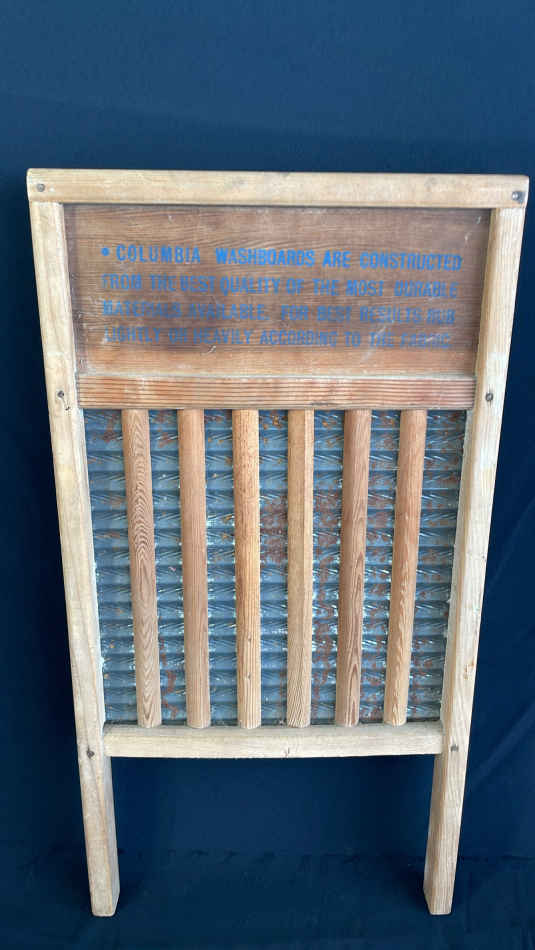 • COLUMBIA WASHBOARDS ARE CONSTRUCTED
FROM THE BEST QUALITY OF THE MOST DURABLE
MATERIALS AVAILABLE. FOR BEST RESULTS RUB
LIGHTLY OR HEAVILY ACCORDING TO THE FABRIC.